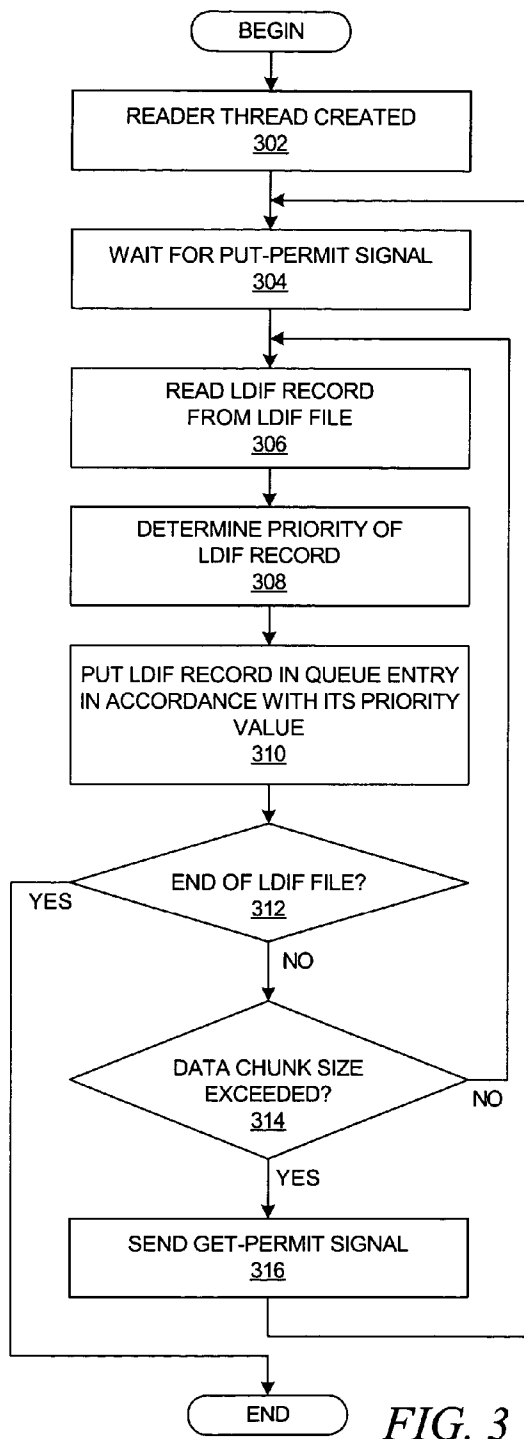 BEGIN
READER THREAD CREATED
302
WAIT FOR PUT-PERMIT SIGNAL
304
READ LDIF RECORD
FROM LDIF FILE
306
DETERMINE PRIORITY OF
LDIF RECORD
308
PUT LDIF RECORD IN QUEUE ENTRY
IN ACCORDANCE WITH ITS PRIORITY
VALUE
310
END OF LDIF FILE?
312
YES
NO
DATA CHUNK SIZE
EXCEEDED?
314
NO
YES
SEND GET-PERMIT SIGNAL
316
END
FIG. 3